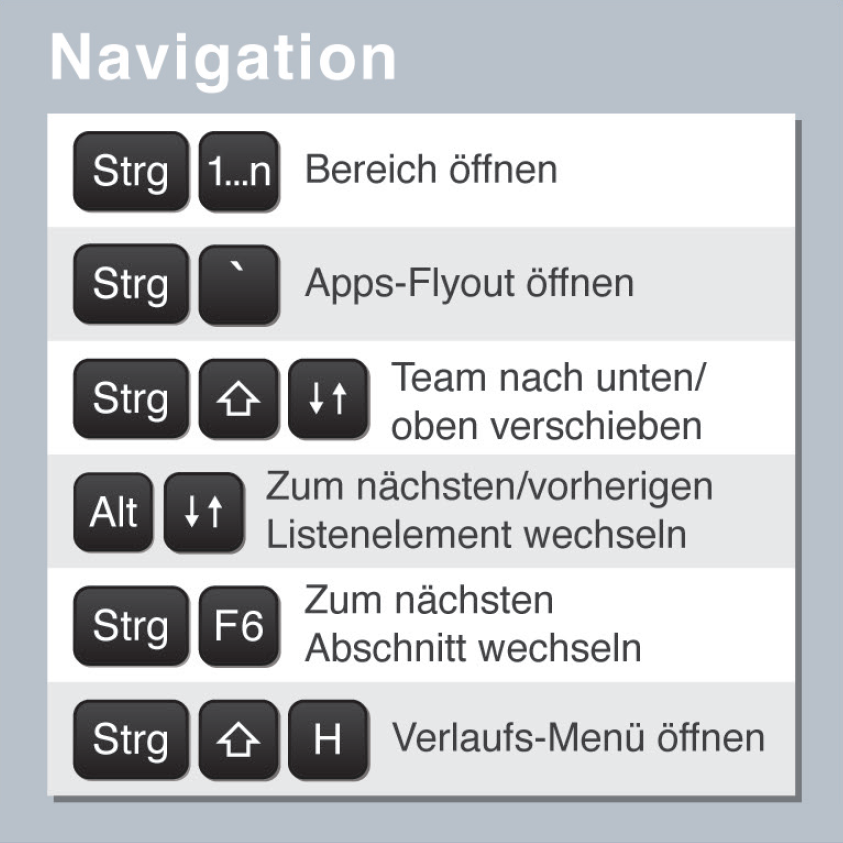 Navigation
Strg 1...n Bereich öffnen
Strg ` Apps-Flyout öffnen
Strg ⇧ ↓↑ Team nach unten/
oben verschieben
Alt ↓↑ Zum nächsten/vorherigen
Listenelement wechseln
Strg F6 Zum nächsten
Abschnitt wechseln
Strg ⇧ H Verlaufs-Menü öffnen